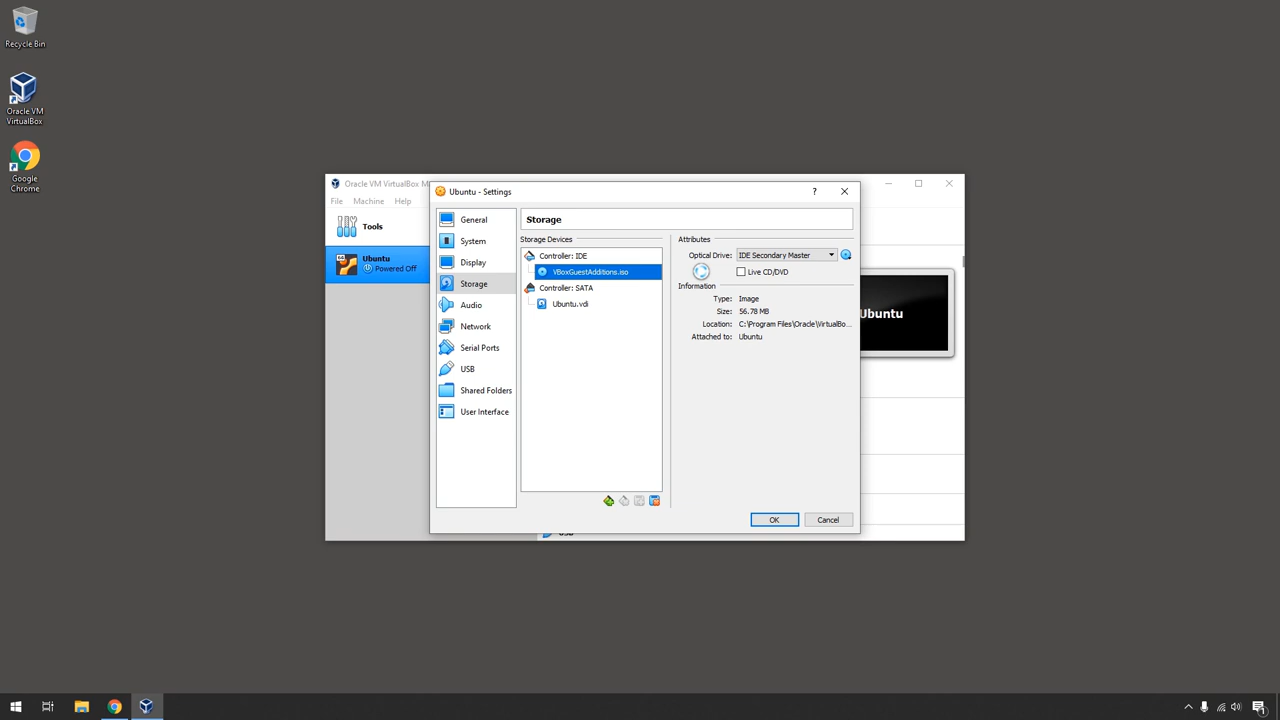 Recycle Bin
Oracle VM
VirtualBox
Google
Chrome
Oracle VM VirtualBox M
File Machine Help
Tools
Ubuntu
Powered Off
Ubuntu - Settings
?
General
System
Display
Storage
Audio
Network
Serial Ports
USB
Shared Folders
User Interface
Storage
Storage Devices
Controller: IDE
VBoxGuestAdditions.iso
Controller: SATA
Ubuntu.vdi
Attributes
Optical Drive: IDE Secondary Master
Live CD/DVD
Information
Type: Image
Size: 56.78 MB
Location: C:\Program Files\Oracle\VirtualBo...
Attached to: Ubuntu
OK Cancel
Ubuntu